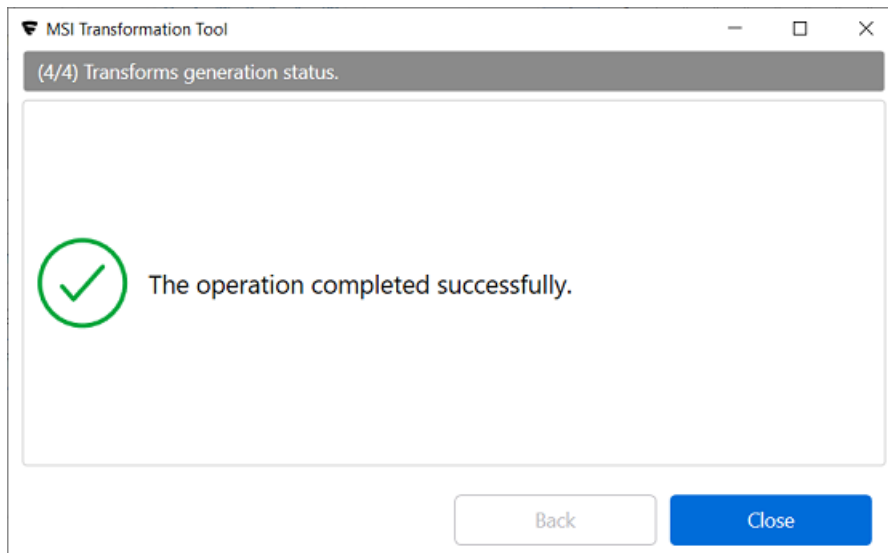 MSI Transformation Tool
(4/4) Transforms generation status.
The operation completed successfully.
Back
Close